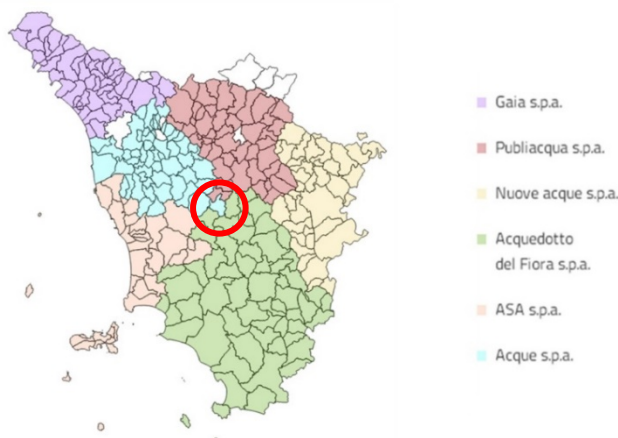 Gaia s.p.a.
Publiacqua s.p.a.
Nuove acque s.p.a.
Acquedotto
del Fiora s.p.a.
ASA s.p.a.
Acque s.p.a.